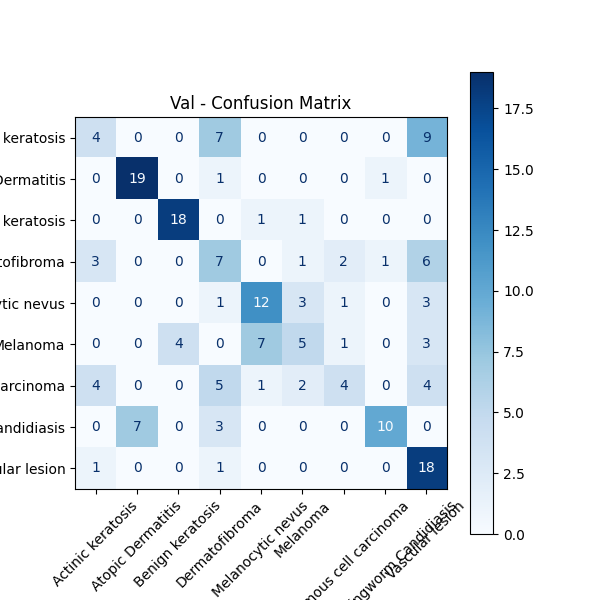 Val - Confusion Matrix
keratosis 4 0 0 7 0 0 0 0 9
Dermatitis 0 19 0 1 0 0 0 1 0
keratosis 0 0 18 0 1 1 0 0 0
tofibroma 3 0 0 7 0 1 2 1 6
tic nevus 0 0 0 1 12 3 1 0 3
Melanoma 0 0 4 0 7 5 1 0 3
arcinoma 4 0 0 5 1 2 4 0 4
andidiasis 0 7 0 3 0 0 0 10 0
ular lesion 1 0 0 1 0 0 0 0 18
Actinic keratosis
Atopic Dermatitis
Benign keratosis
Dermatofibroma
Melanocytic nevus
Melanoma
mous cell carcinoma
ngworm Candidiasis
Vascular lesion
17.5
15.0
12.5
10.0
7.5
5.0
2.5
0.0